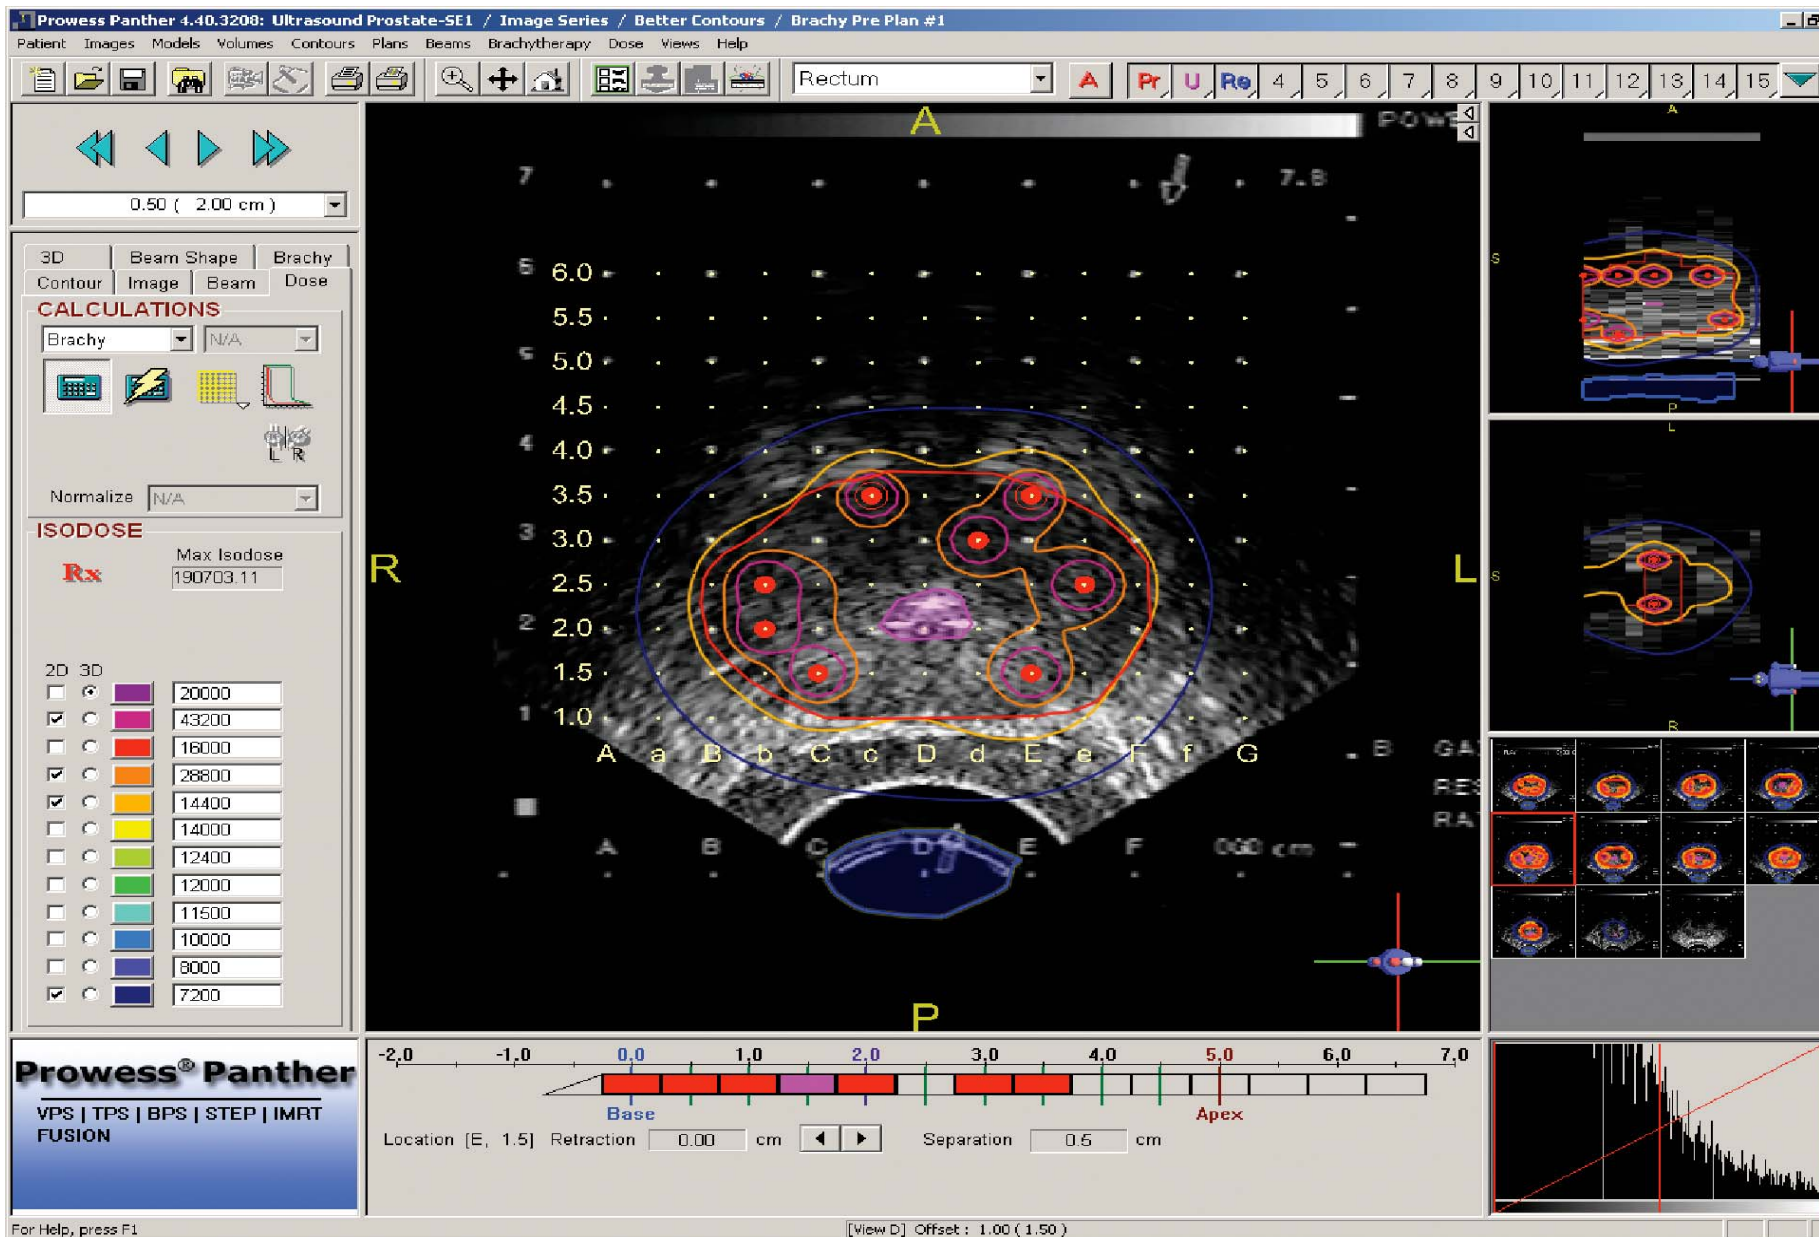 Prowess Panther 4.40.3208: Ultrasound Prostate-SE1 / Image Series / Better Contours / Brachy Pre Plan #1
Patient Images Models Volumes Contours Plans Beams Brachytherapy Dose Views Help
Rectum A Pr U Re 4 5 6 7 8 9 10 11 12 13 14 15
0.50 ( 2.00 cm )
3D Beam Shape Brachy
Contour Image Beam Dose
CALCULATIONS
Brachy N/A
L R
Normalize N/A
ISODOSE
Rx
Max Isodose
190703.11
2D 3D
20000
43200
16000
28800
14400
14000
12400
12000
11500
10000
8000
7200
A
7 7.8
6 6.0
5.5
5 5.0
4.5
4 4.0
3.5
3 3.0
R 2.5 L
2 2.0
1.5
1 1.0
A a B b C c D d E e F f G
B
A B C D E F cm
P
A
S
P
L
S
R
Prowess® Panther
VPS | TPS | BPS | STEP | IMRT
FUSION
-2,0 -1,0 0,0 1,0 2,0 3,0 4,0 5,0 6,0 7,0
Base Apex
Location [E, 1.5] Retraction 0.00 cm Separation 0.5 cm
For Help, press F1 [View D] Offset : 1.00 ( 1.50 )